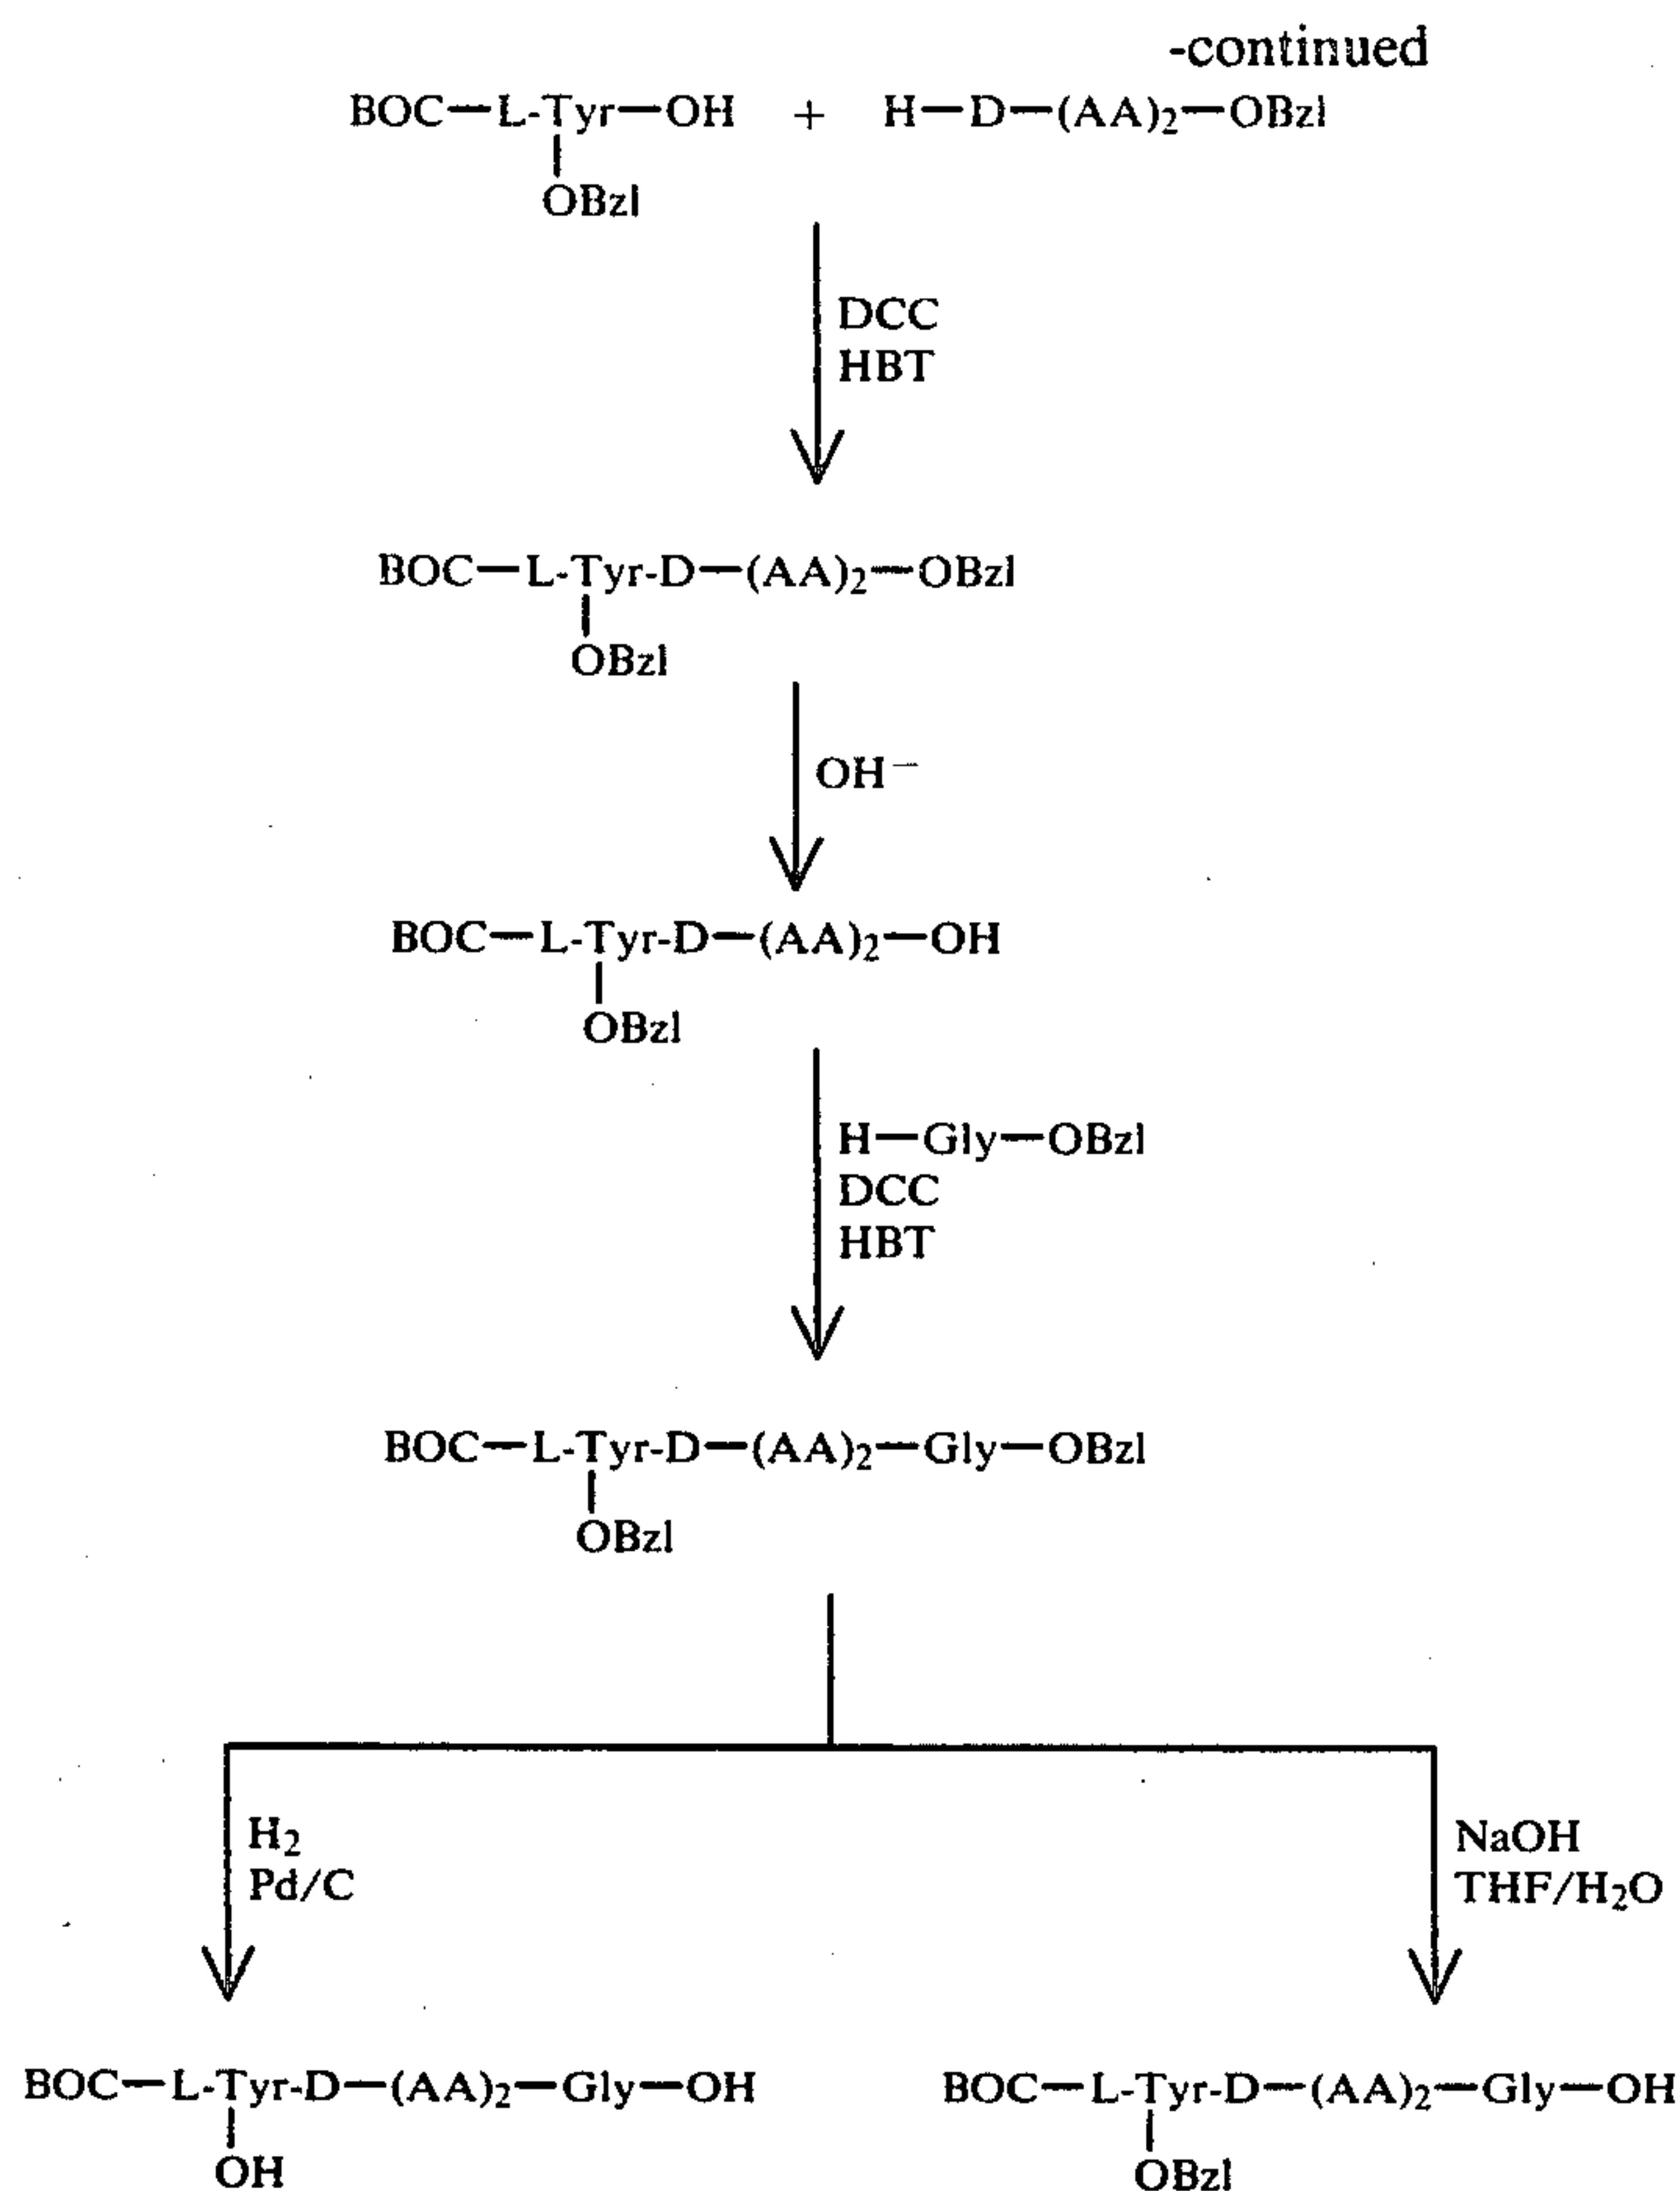 -continued
BOC—L-Tyr—OH + H—D—(AA)2—OBzl
OBzl
DCC
HBT
BOC—L-Tyr-D—(AA)2—OBzl
OBzl
OH—
BOC—L-Tyr-D—(AA)2—OH
OBzl
H—Gly—OBzl
DCC
HBT
BOC—L-Tyr-D—(AA)2—Gly—OBzl
OBzl
H2
Pd/C
NaOH
THF/H2O
BOC—L-Tyr-D—(AA)2—Gly—OH
OH
BOC—L-Tyr-D—(AA)2—Gly—OH
OBzl